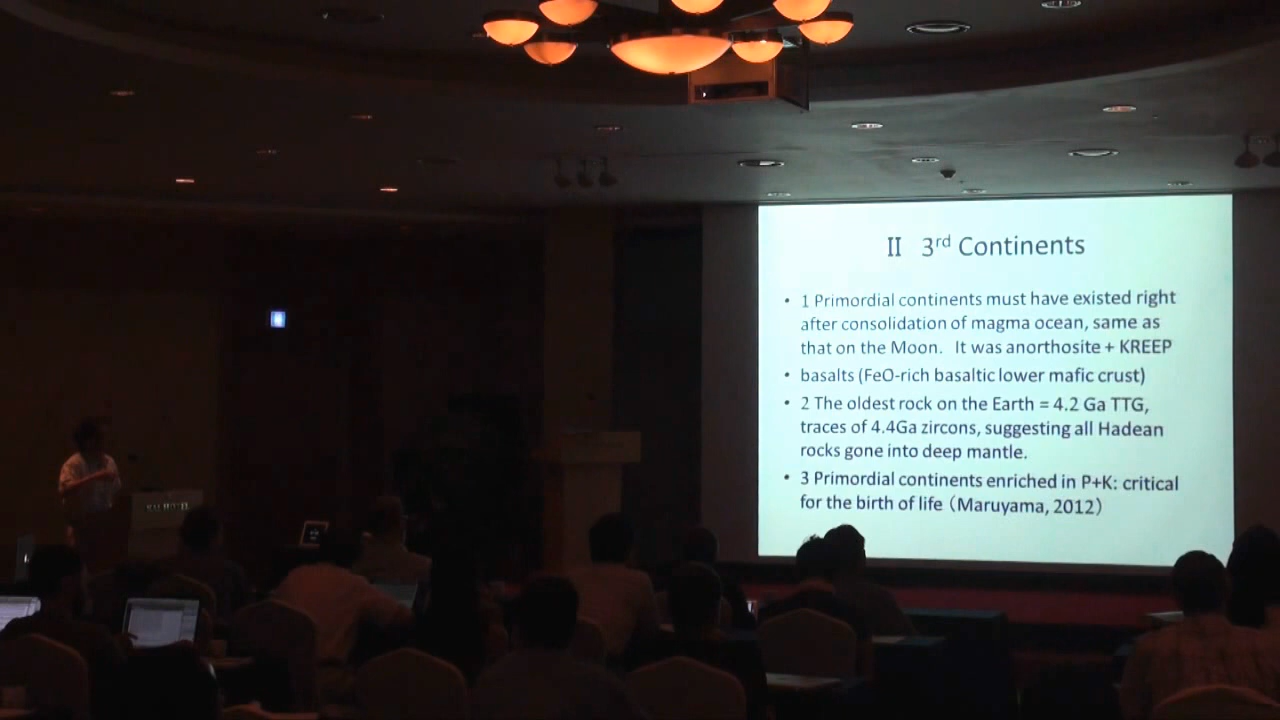 II 3rd Continents
• 1 Primordial continents must have existed right
after consolidation of magma ocean, same as
that on the Moon. It was anorthosite + KREEP
• basalts (FeO-rich basaltic lower mafic crust)
• 2 The oldest rock on the Earth = 4.2 Ga TTG,
traces of 4.4Ga zircons, suggesting all Hadean
rocks gone into deep mantle.
• 3 Primordial continents enriched in P+K: critical
for the birth of life (Maruyama, 2012)